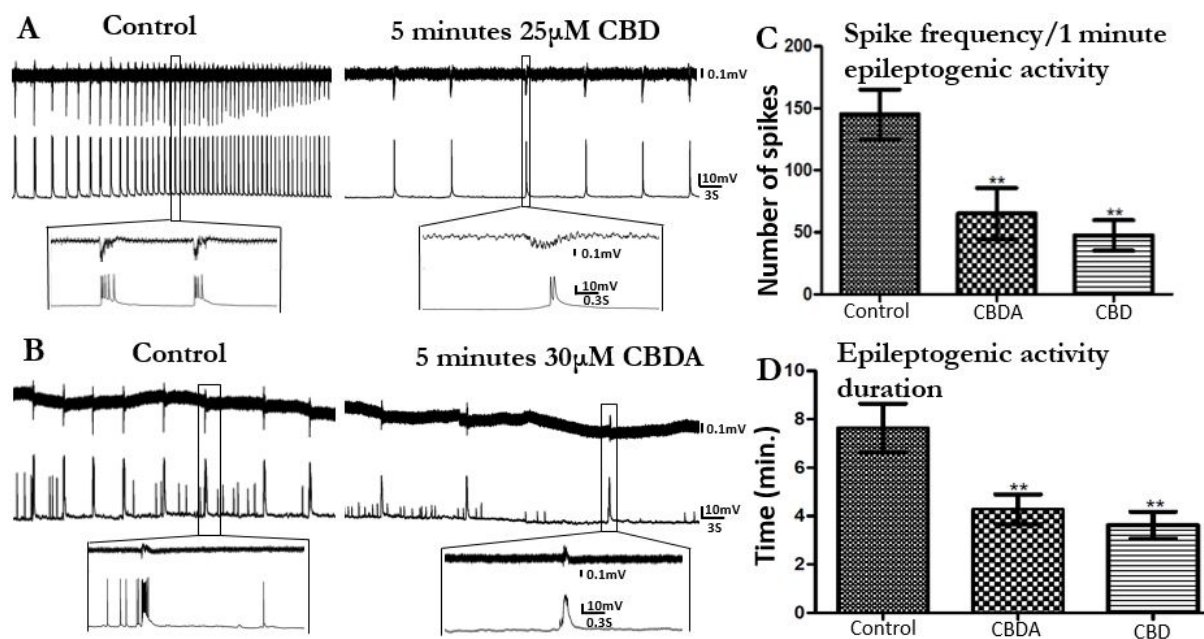 A
Control
5 minutes 25μM CBD
0.1mV
10mV
3S
0.1mV
10mV
0.3S
B
Control
5 minutes 30μM CBDA
0.1mV
10mV
3S
0.1mV
10mV
0.3S
C
Spike frequency/1 minute
epileptogenic activity
Number of spikes
200
150
100
50
0
**
**
Control
CBDA
CBD
D
Epileptogenic activity
duration
Time (min.)
10
8
6
4
2
0
**
**
Control
CBDA
CBD